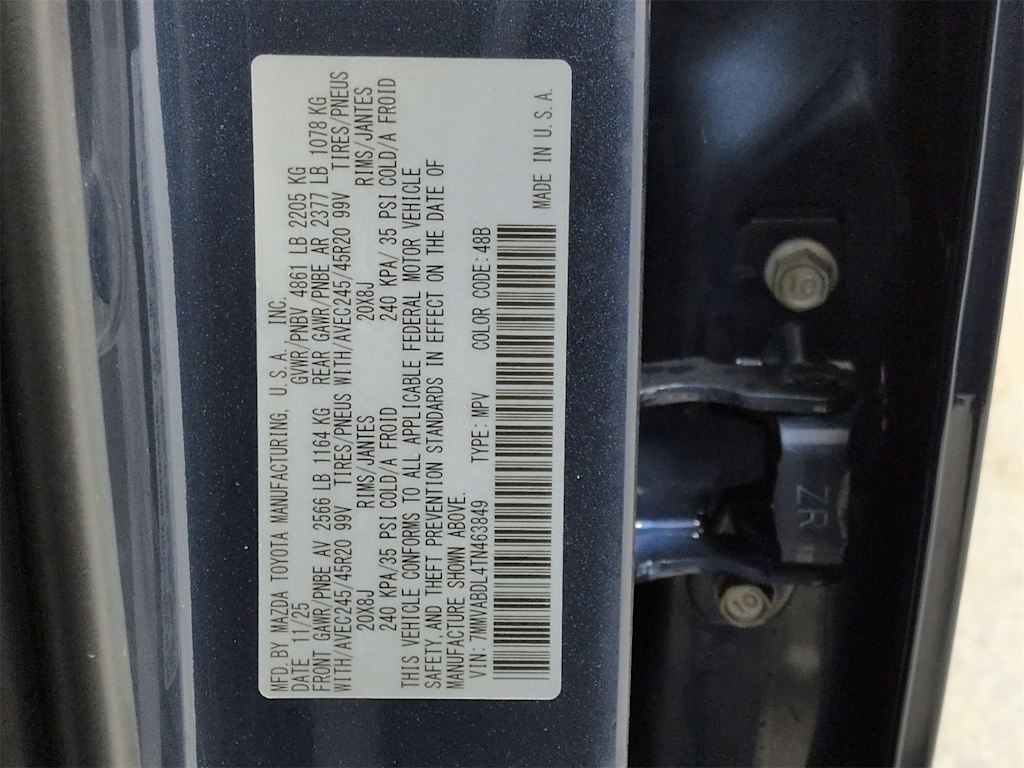 MFD. BY MAZDA TOYOTA MANUFACTURING, U.S.A. INC.
DATE 11/25 GVWR/PNBV 4861 LB 2205 KG
FRONT GAWR/PNBE AV 2566 LB 1164 KG REAR GAWR/PNBE AR 2377 LB 1078 KG
WITH/AVEC245/45R20 99V TIRES/PNEUS WITH/AVEC245/45R20 99V TIRES/PNEUS
20X8J RIMS/JANTES 20X8J RIMS/JANTES
240 KPA/35 PSI COLD/A FROID 240 KPA/ 35 PSI COLD/A FROID
THIS VEHICLE CONFORMS TO ALL APPLICABLE FEDERAL MOTOR VEHICLE
SAFETY, AND THEFT PREVENTION STANDARDS IN EFFECT ON THE DATE OF
MANUFACTURE SHOWN ABOVE.
VIN: 7MMVABDL4TN463849 TYPE: MPV COLOR CODE: 48B
MADE IN U.S.A.
10
ZR
10